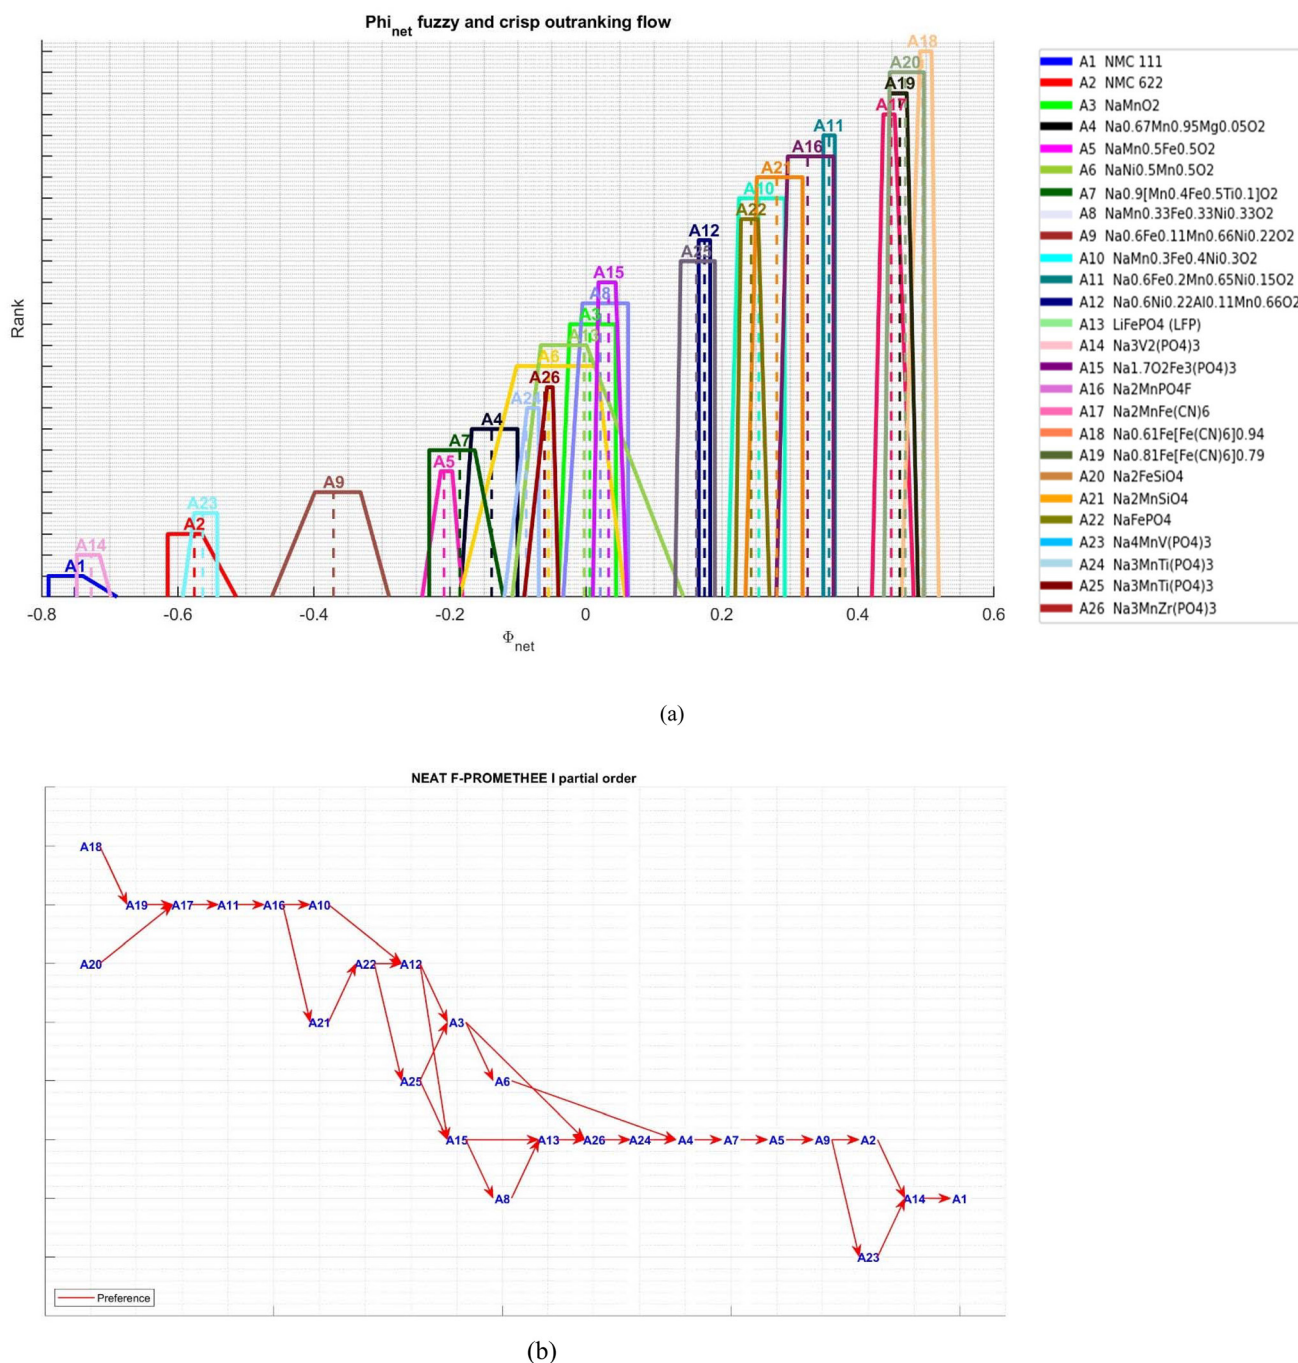 Phi_net fuzzy and crisp outranking flow
A18
A20
A19
A17
A11
A16
A21
A10
A22
A12
A25
A15
A8
A3
A13
A6
A26
A24
A4
A7
A5
A9
A23
A2
A14
A1
Rank
-0.8 -0.6 -0.4 -0.2 0 0.2 0.4 0.6
Φ_net
A1 NMC 111
A2 NMC 622
A3 NaMnO2
A4 Na0.67Mn0.95Mg0.05O2
A5 NaMn0.5Fe0.5O2
A6 NaNi0.5Mn0.5O2
A7 Na0.9[Mn0.4Fe0.5Ti0.1]O2
A8 NaMn0.33Fe0.33Ni0.33O2
A9 Na0.6Fe0.11Mn0.66Ni0.22O2
A10 NaMn0.3Fe0.4Ni0.3O2
A11 Na0.6Fe0.2Mn0.65Ni0.15O2
A12 Na0.6Ni0.22Al0.11Mn0.66O2
A13 LiFePO4 (LFP)
A14 Na3V2(PO4)3
A15 Na1.7O2Fe3(PO4)3
A16 Na2MnPO4F
A17 Na2MnFe(CN)6
A18 Na0.61Fe[Fe(CN)6]0.94
A19 Na0.81Fe[Fe(CN)6]0.79
A20 Na2FeSiO4
A21 Na2MnSiO4
A22 NaFePO4
A23 Na4MnV(PO4)3
A24 Na3MnTi(PO4)3
A25 Na3MnTi(PO4)3
A26 Na3MnZr(PO4)3
(a)
NEAT F-PROMETHEE I partial order
A18
A19 A17 A11 A16 A10
A20 A22 A12
A21 A3
A25 A6
A15 A13 A26 A24 A4 A7 A5 A9 A2
A8 A14 A1
A23
Preference
(b)